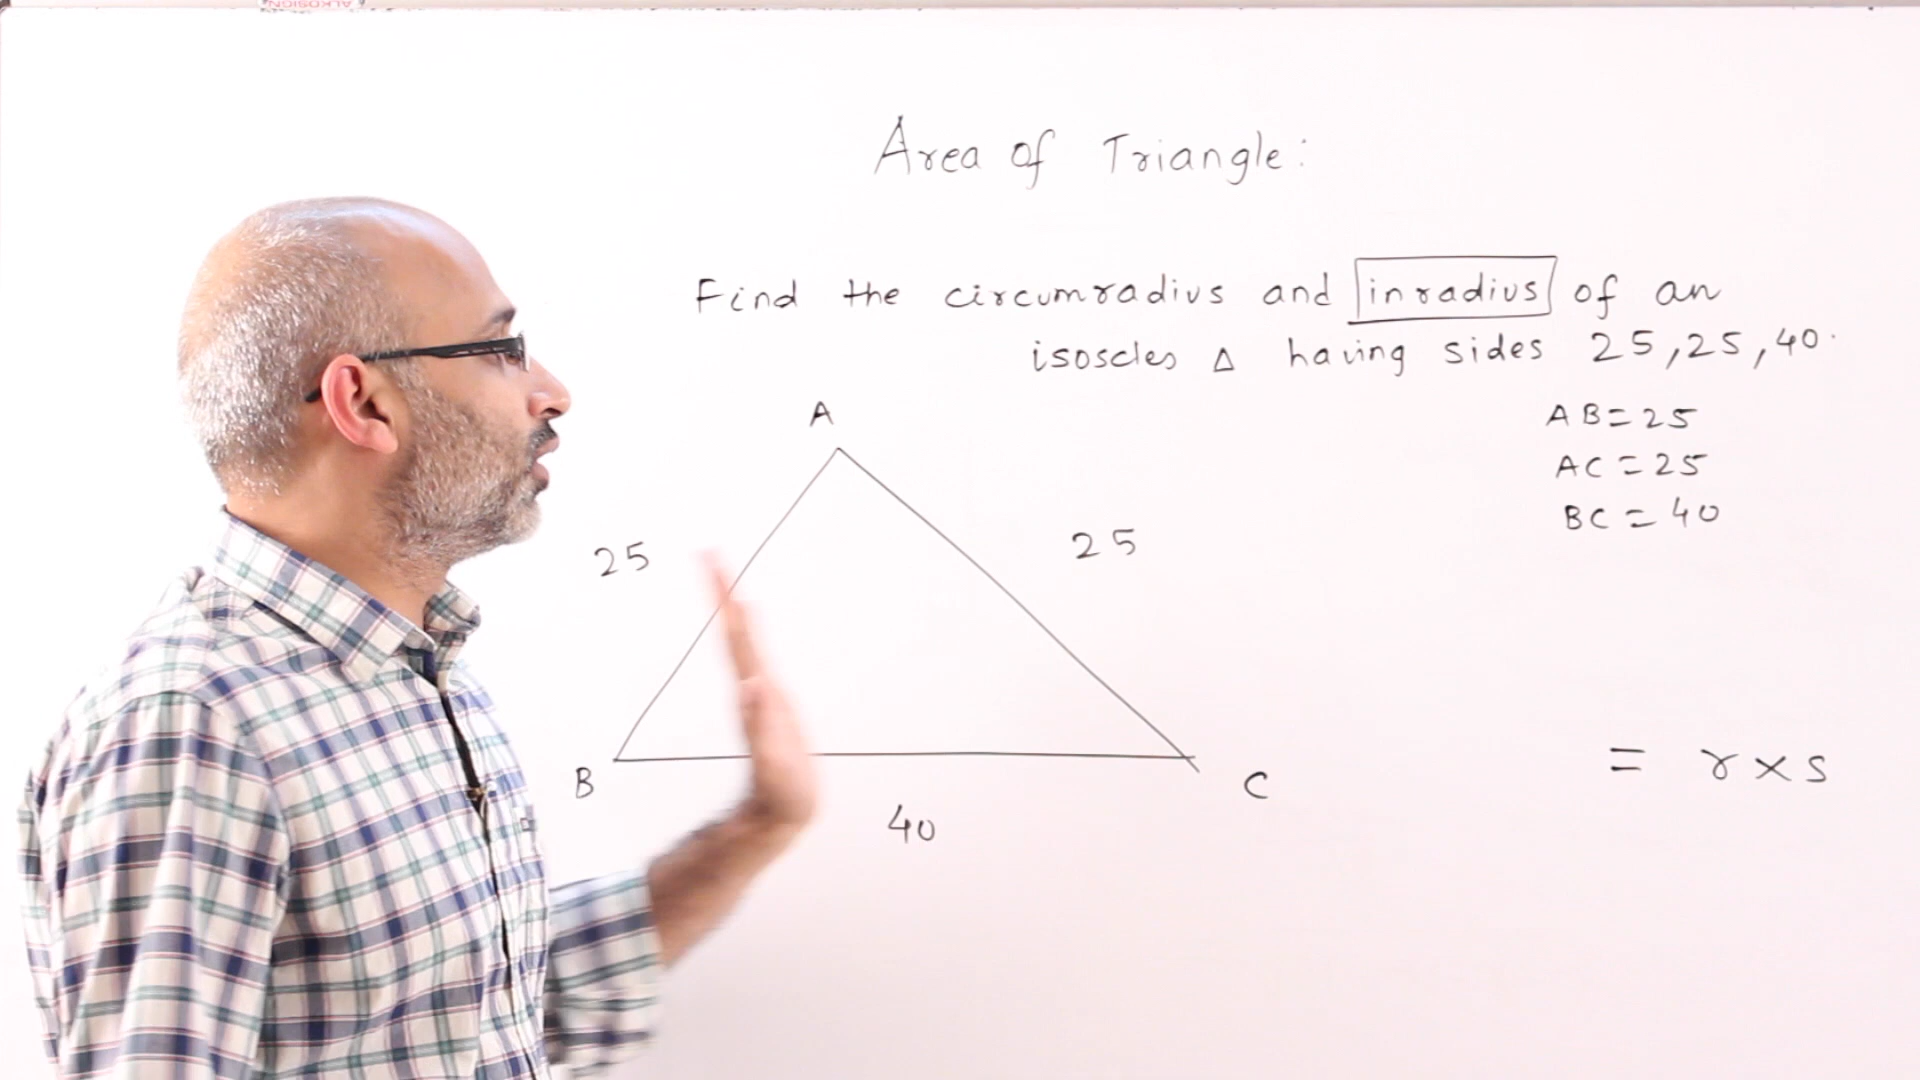 Area of Triangle:
Find the circumradius and inradius of an
isoscles Δ having sides 25,25,40.
AB=25
AC=25
BC=40
A
25
25
B
C
40
= r×s